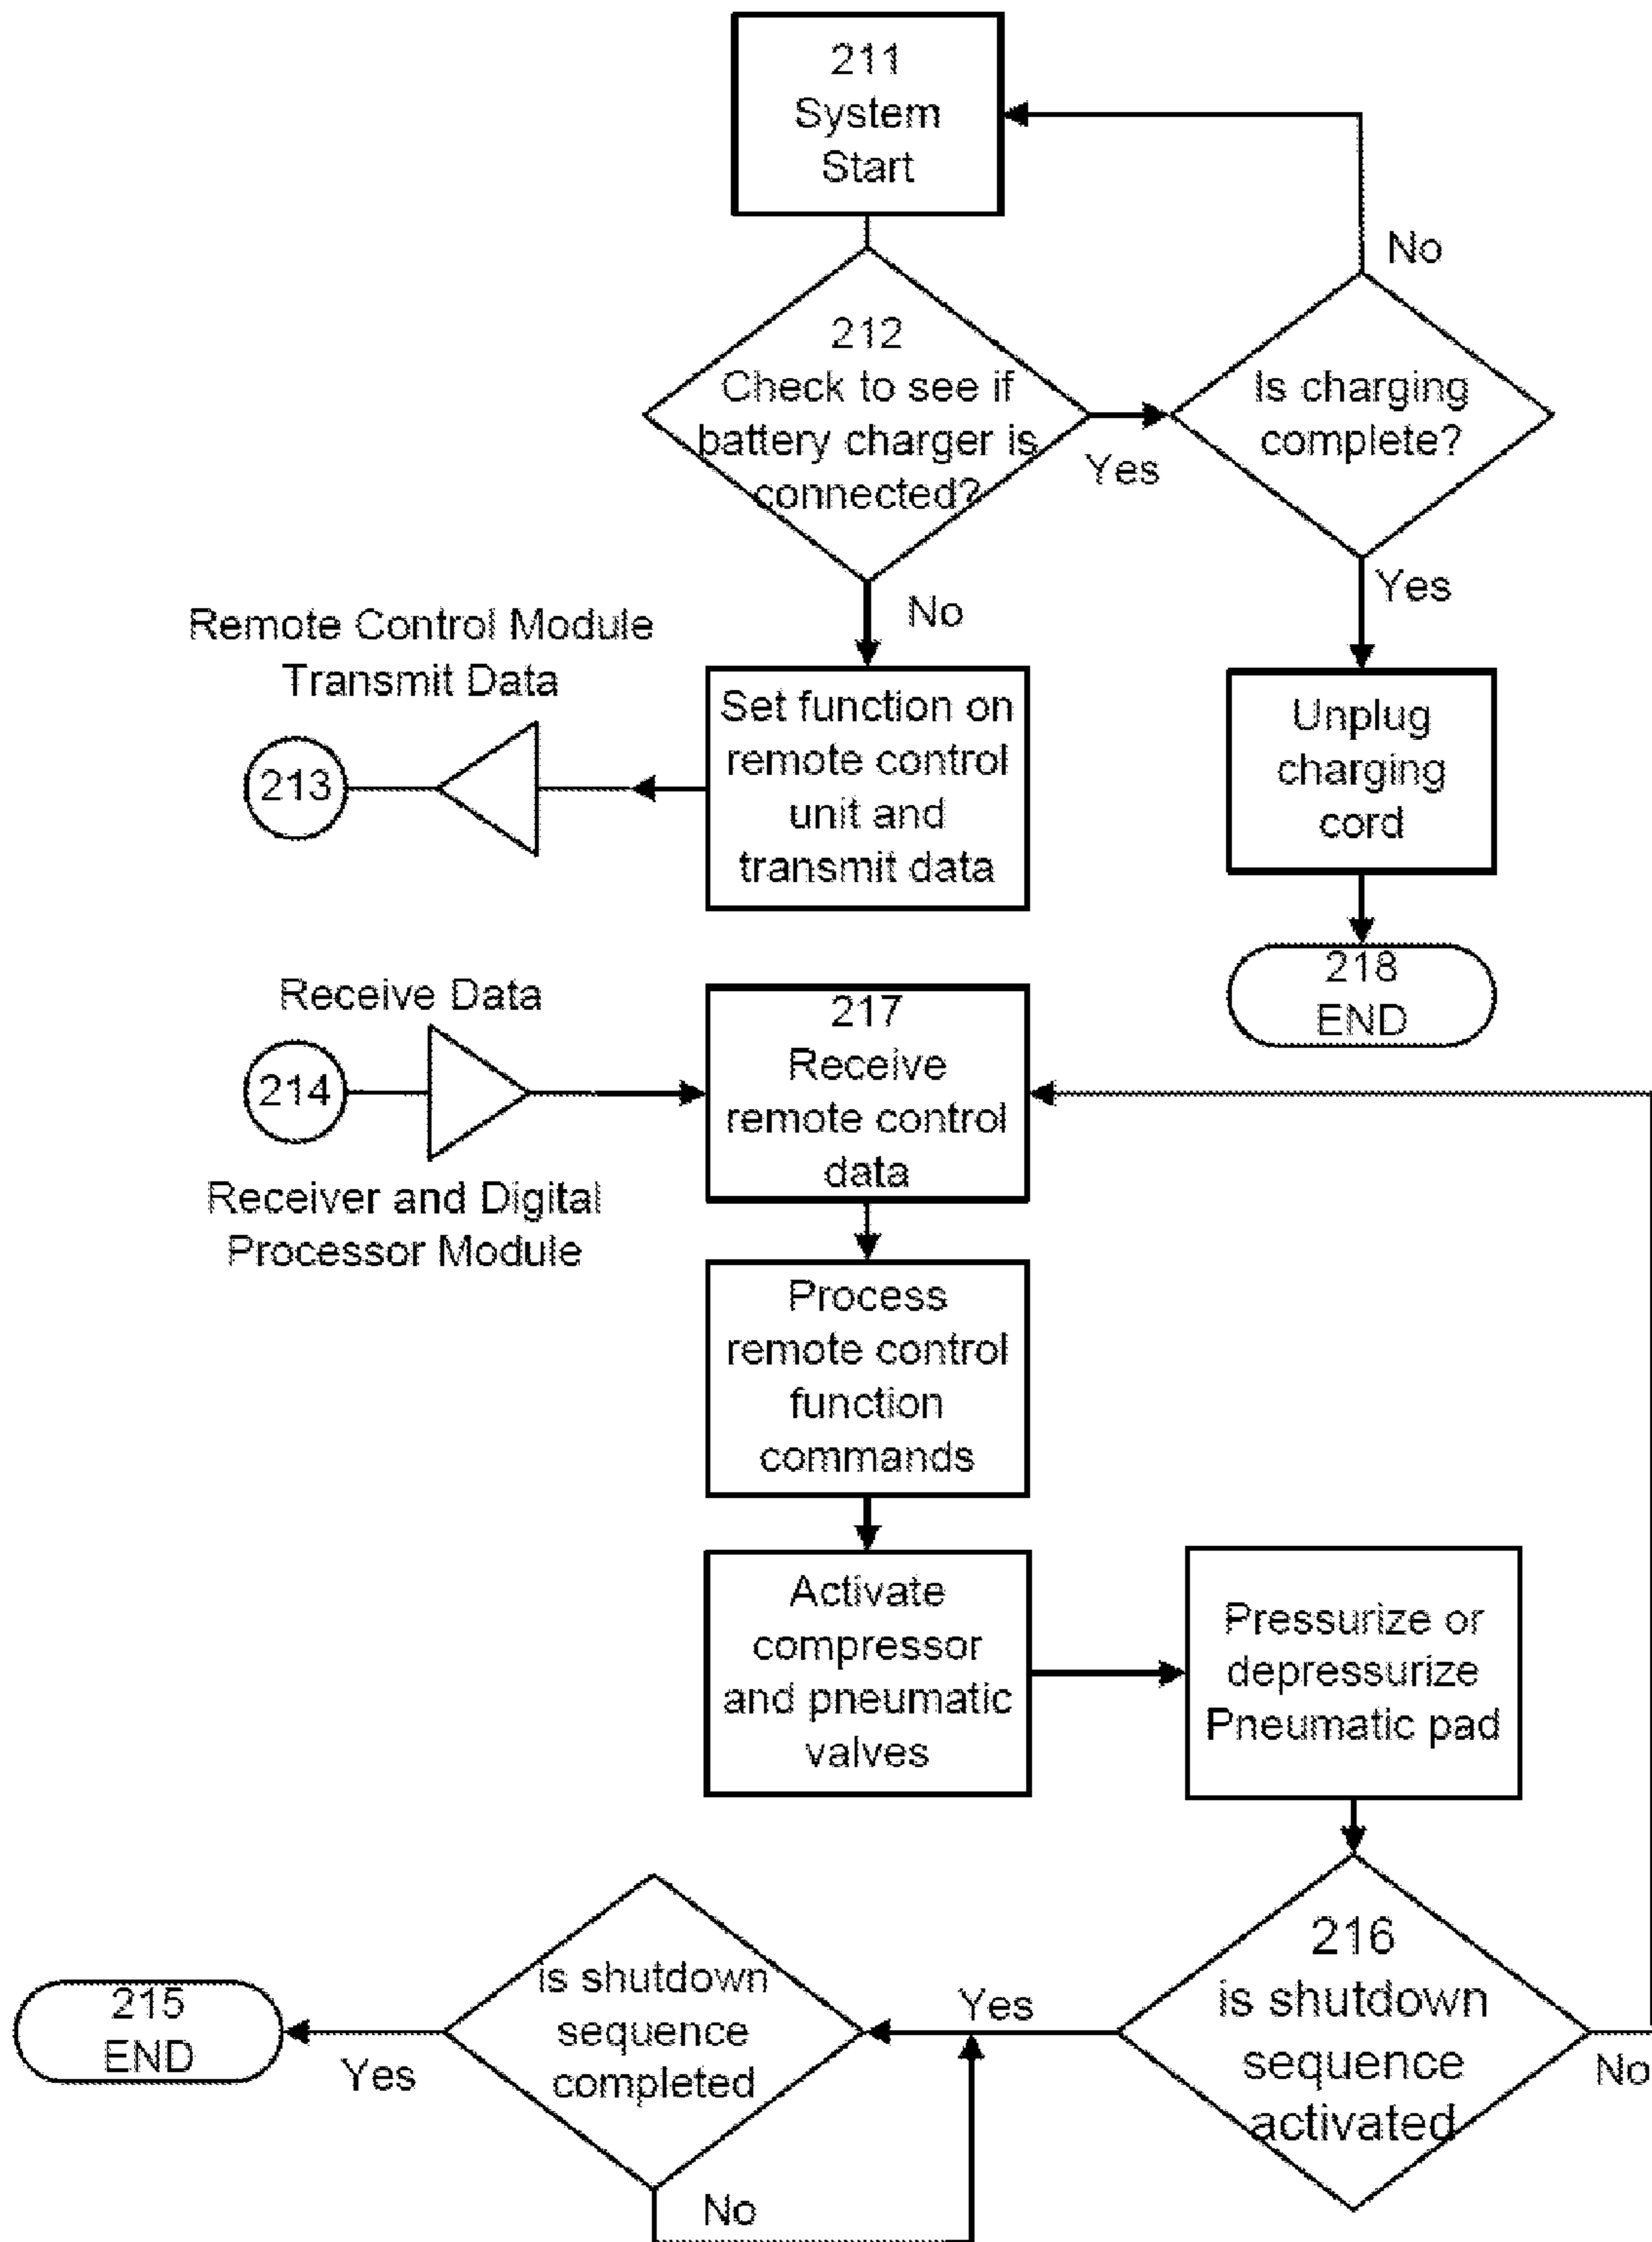 211
System
Start
No
212
Check to see if
battery charger is
connected?
Yes
Is charging
complete?
Yes
No
Remote Control Module
Transmit Data
213
Set function on
remote control
unit and
transmit data
Unplug
charging
cord
218
END
Receive Data
214
Receiver and Digital
Processor Module
217
Receive
remote control
data
Process
remote control
function
commands
Activate
compressor
and pneumatic
valves
Pressurize or
depressurize
Pneumatic pad
216
is shutdown
sequence
activated
No
Yes
is shutdown
sequence
completed
No
Yes
215
END